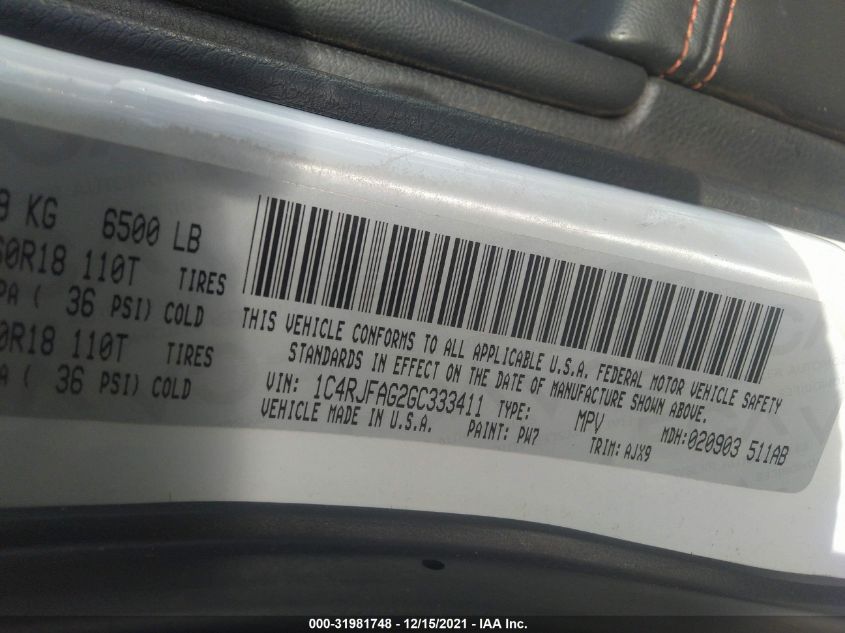 9 KG 6500 LB
60R18 110T TIRES
PA ( 36 PSI) COLD
0R18 110T TIRES
A ( 36 PSI) COLD
THIS VEHICLE CONFORMS TO ALL APPLICABLE U.S.A. FEDERAL MOTOR VEHICLE SAFETY
STANDARDS IN EFFECT ON THE DATE OF MANUFACTURE SHOWN ABOVE.
VIN: 1C4RJFAG2GC333411 TYPE: MPV MDH:020903 511AB
VEHICLE MADE IN U.S.A. PAINT: PW7 TRIM: AJX9
000-31981748 - 12/15/2021 - IAA Inc.